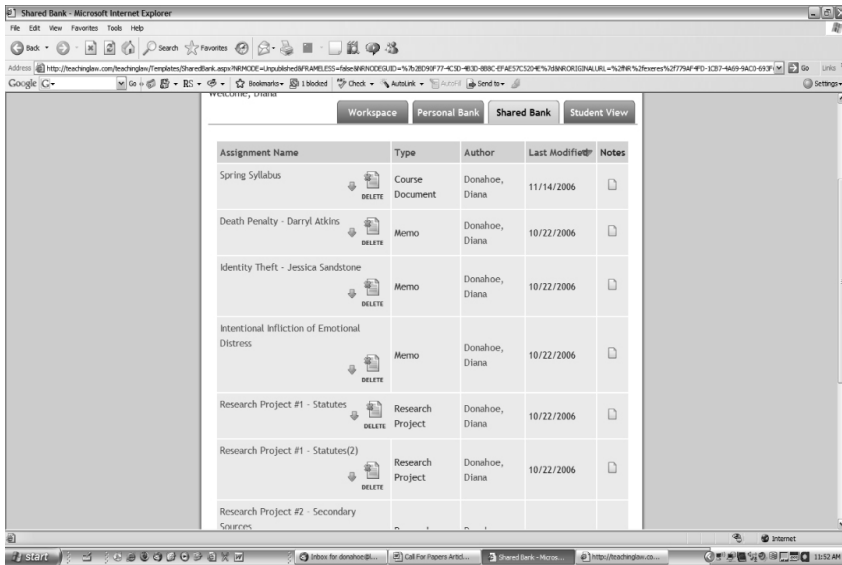 Shared Bank - Microsoft Internet Explorer
File Edit View Favorites Tools Help
Back Search Favorites
Address http://teachinglaw.com/teachinglaw/Templates/SharedBank.aspx?NRMODE=Unpublished&FRAMELESS=false&NRNODEGUID= Go Links
Google Go RS Bookmarks 1 blocked Check AutoLink AutoFill Send to Settings
Welcome, Diana
Workspace Personal Bank Shared Bank Student View
Assignment Name Type Author Last Modified Notes
Spring Syllabus DELETE Course Document Donahoe, Diana 11/14/2006
Death Penalty - Darryl Atkins DELETE Memo Donahoe, Diana 10/22/2006
Identity Theft - Jessica Sandstone DELETE Memo Donahoe, Diana 10/22/2006
Intentional Infliction of Emotional Distress DELETE Memo Donahoe, Diana 10/22/2006
Research Project #1 - Statutes DELETE Research Project Donahoe, Diana 10/22/2006
Research Project #1 - Statutes(2) DELETE Research Project Donahoe, Diana 10/22/2006
Research Project #2 - Secondary
Sources
Internet
start Inbox for donahoe@l... Call For Papers Articl... Shared Bank - Micros... http://teachinglaw.co... 11:52 AM